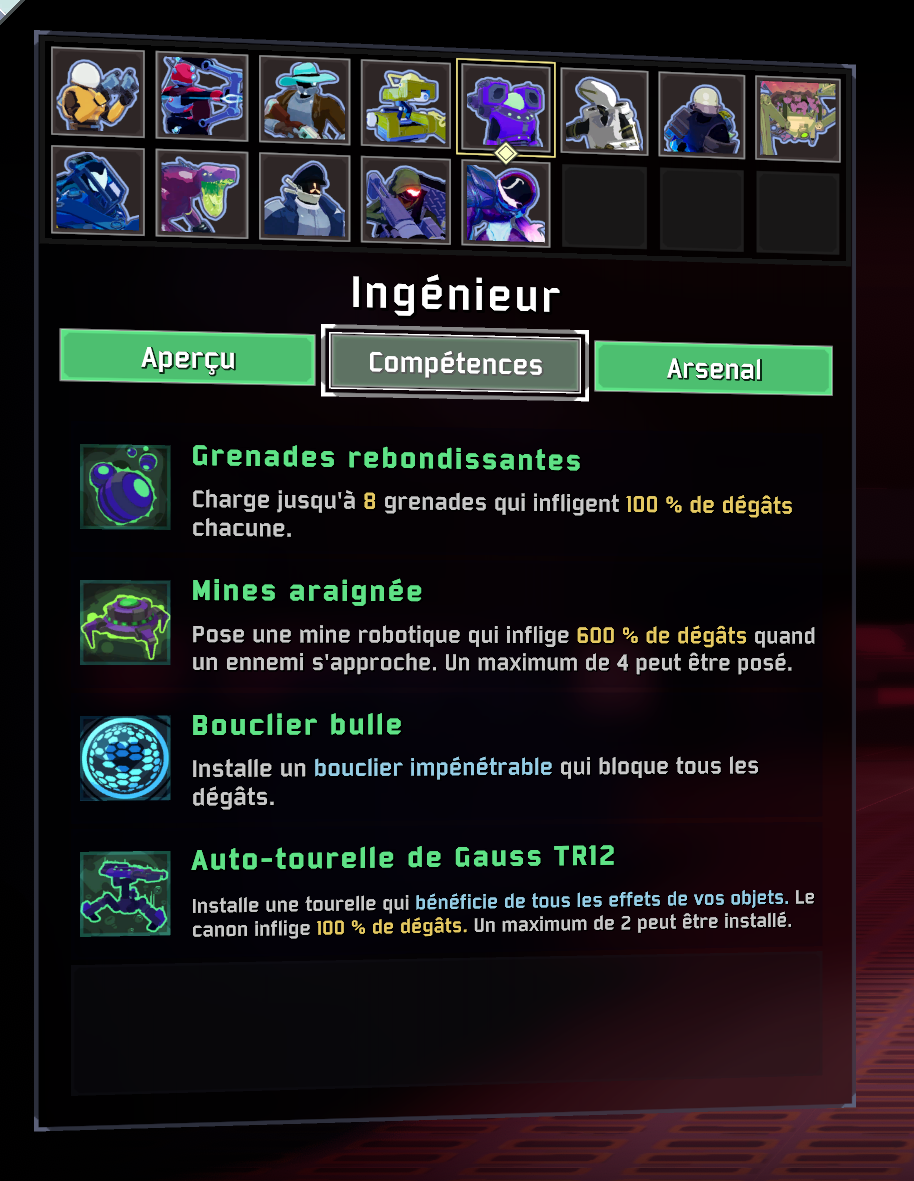 Ingénieur
Aperçu
Compétences
Arsenal
Grenades rebondissantes
Charge jusqu'à 8 grenades qui infligent 100 % de dégâts
chacune.
Mines araignée
Pose une mine robotique qui inflige 600 % de dégâts quand
un ennemi s'approche. Un maximum de 4 peut être posé.
Bouclier bulle
Installe un bouclier impénétrable qui bloque tous les
dégâts.
Auto-tourelle de Gauss TR12
Installe une tourelle qui bénéficie de tous les effets de vos objets. Le
canon inflige 100 % de dégâts. Un maximum de 2 peut être installé.